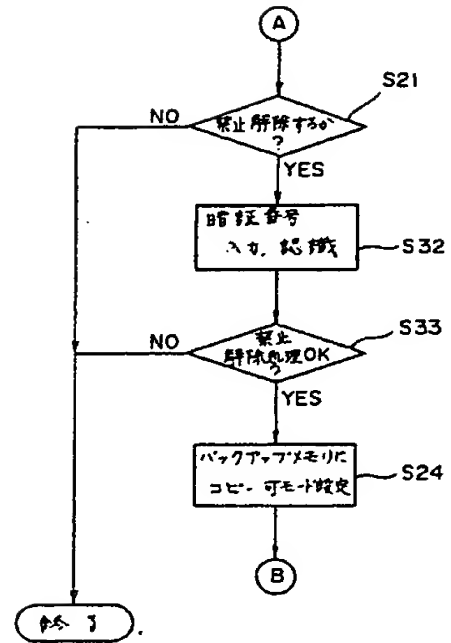 A
S21
禁止解除するか
?
NO
YES
暗証番号
入力、認識
S32
禁止
解除処理OK
?
S33
NO
YES
バックアップメモリに
コピー可モード設定
S24
B
終了